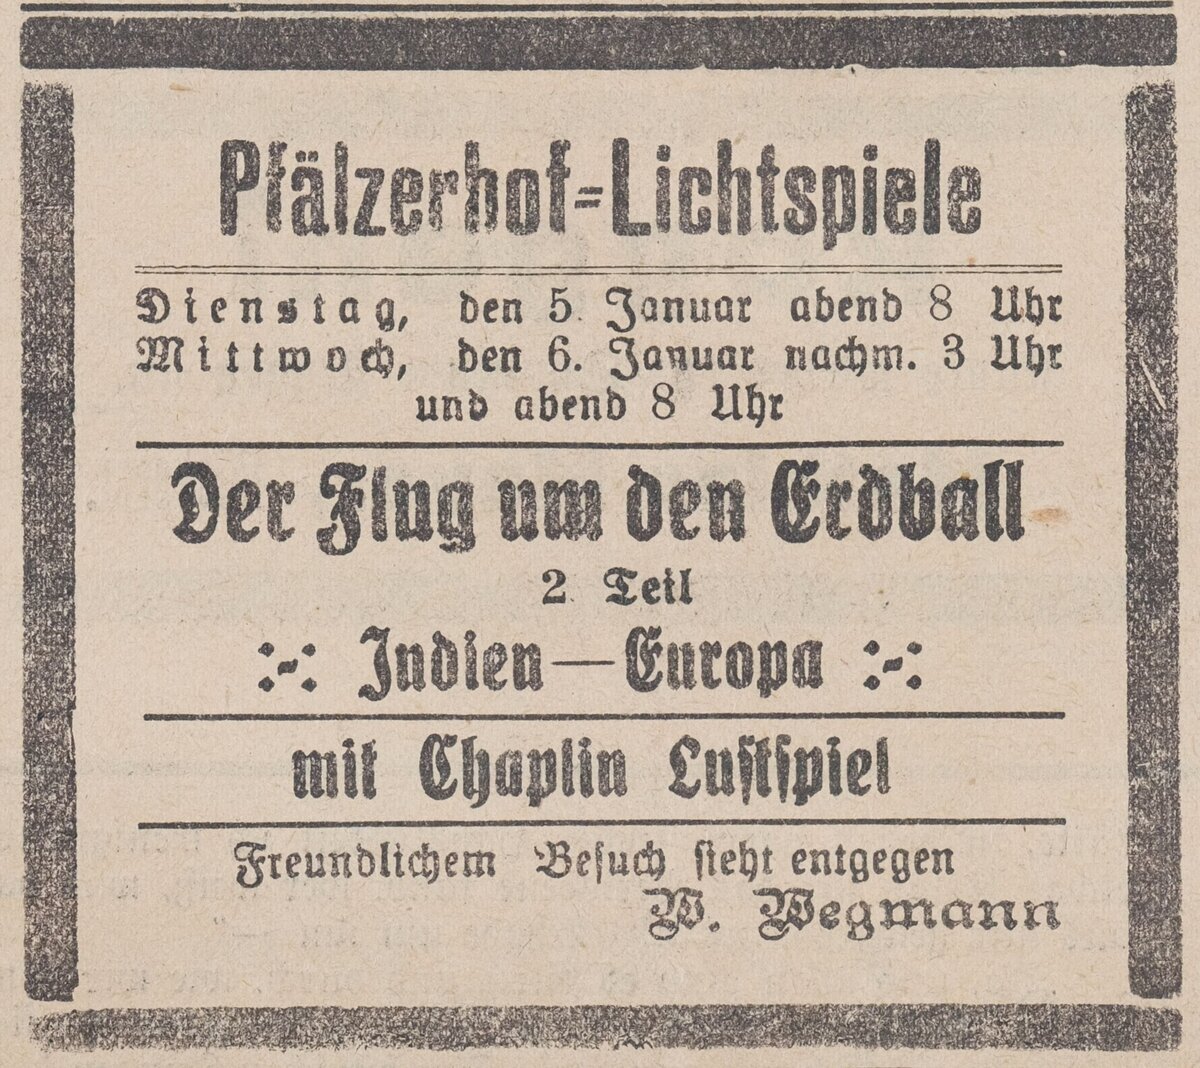 Pfälzerhof=Lichtspiele
Dienstag, den 5. Januar abend 8 Uhr
Mittwoch, den 6. Januar nachm. 3 Uhr
und abend 8 Uhr
Der Flug um den Erdball
2 Teil
Indien—Europa
mit Chaplin Lustspiel
Freundlichem Besuch sieht entgegen
W. Wegmann